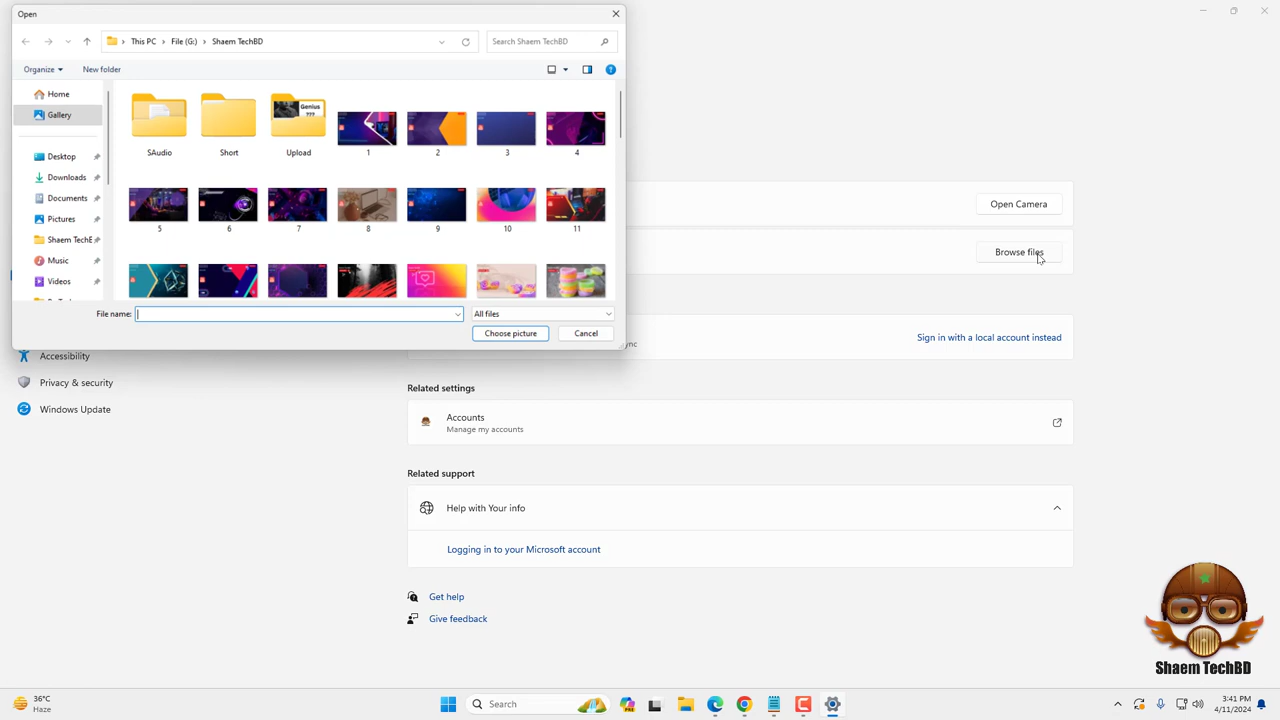 Open
This PC > File (G:) > Shaem TechBD
Search Shaem TechBD
Organize
New folder
Home
Gallery
Desktop
Downloads
Documents
Pictures
Shaem TechE
Music
Videos
SAudio
Short
Genius
???
Upload
1
2
3
4
5
6
7
8
9
10
11
File name:
All files
Choose picture
Cancel
Open Camera
Browse files
ync
Sign in with a local account instead
Accessibility
Privacy & security
Windows Update
Related settings
Accounts
Manage my accounts
Related support
Help with Your info
Logging in to your Microsoft account
Get help
Give feedback
Shaem TechBD
36°C
Haze
Search
3:41 PM
4/11/2024